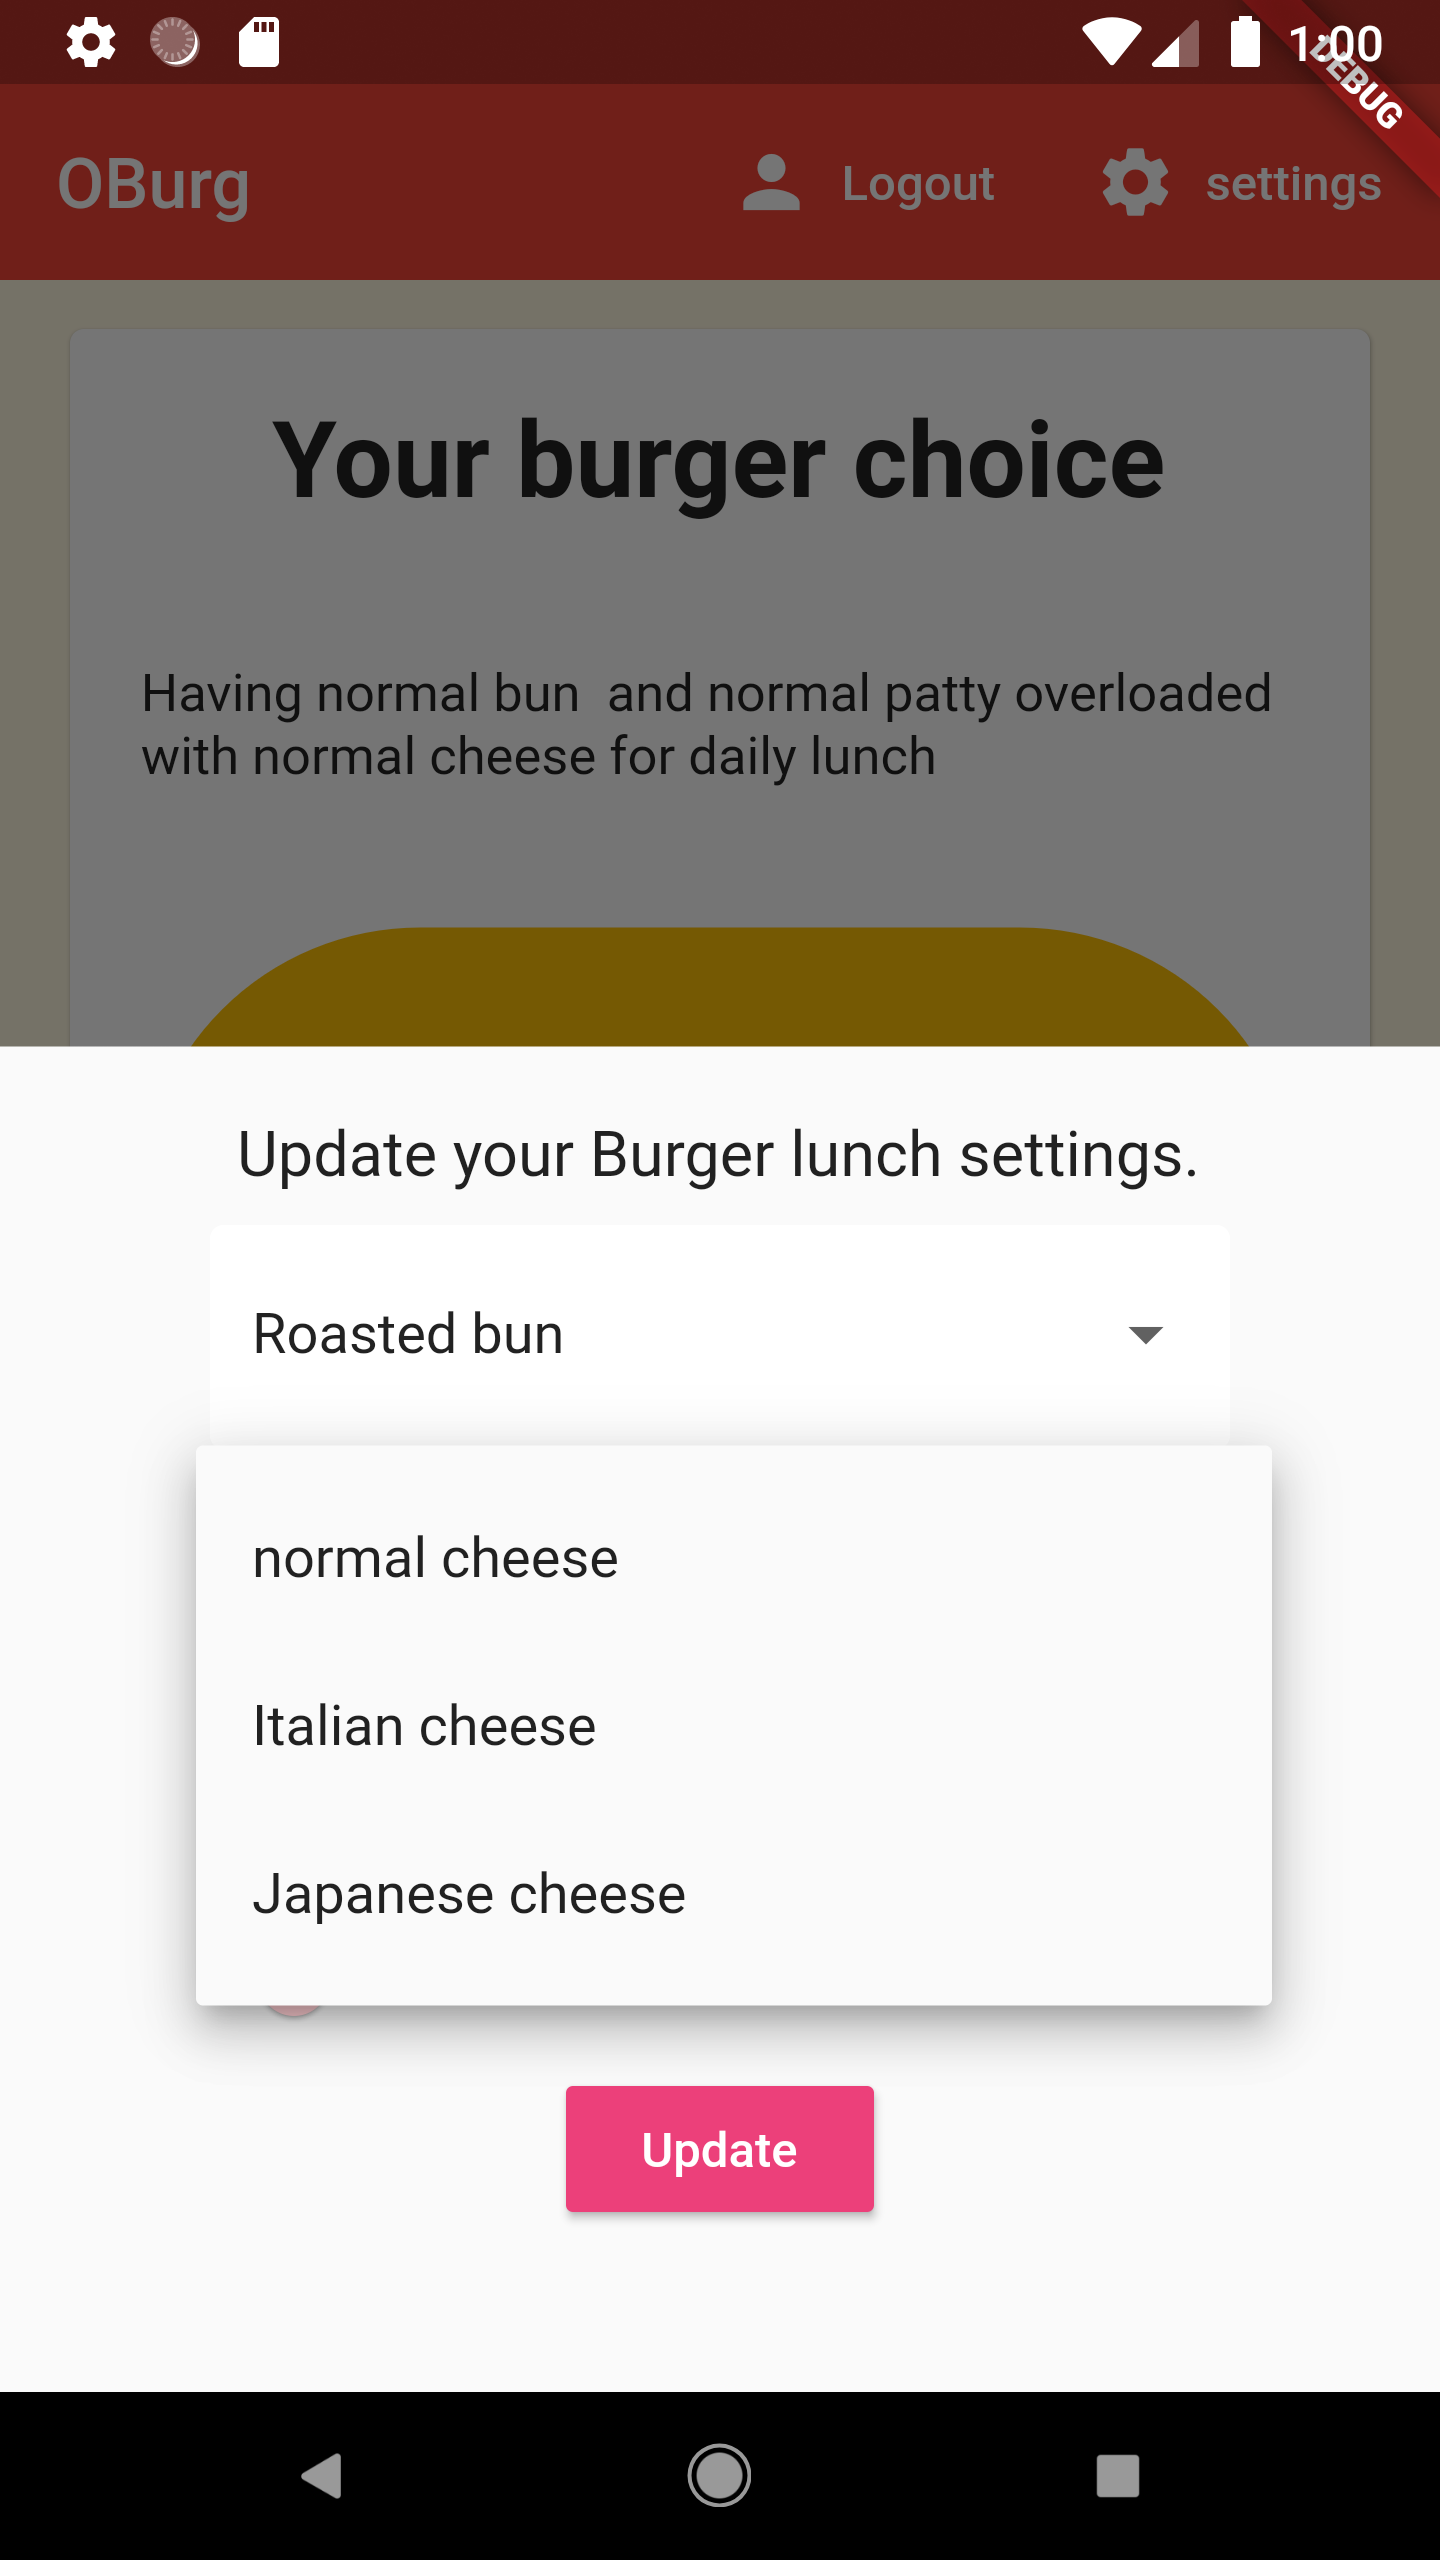 1:00
DEBUG
OBurg
Logout
settings
Your burger choice
Having normal bun  and normal patty overloaded
with normal cheese for daily lunch
Update your Burger lunch settings.
Roasted bun
normal cheese
Italian cheese
Japanese cheese
Update